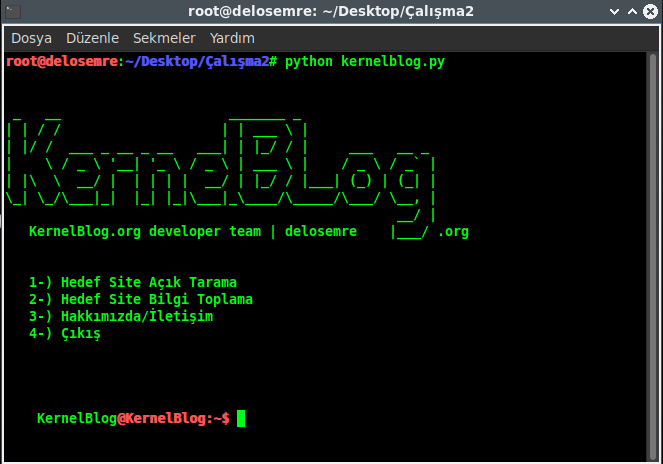 root@delosemre: ~/Desktop/Çalışma2
Dosya Düzenle Sekmeler Yardım
root@delosemre:~/Desktop/Çalışma2# python kernelblog.py
KernelBLog
KernelBlog.org developer team | delosemre .org
1-) Hedef Site Açık Tarama
2-) Hedef Site Bilgi Toplama
3-) Hakkımızda/İletişim
4-) Çıkış
KernelBlog@KernelBlog:~$